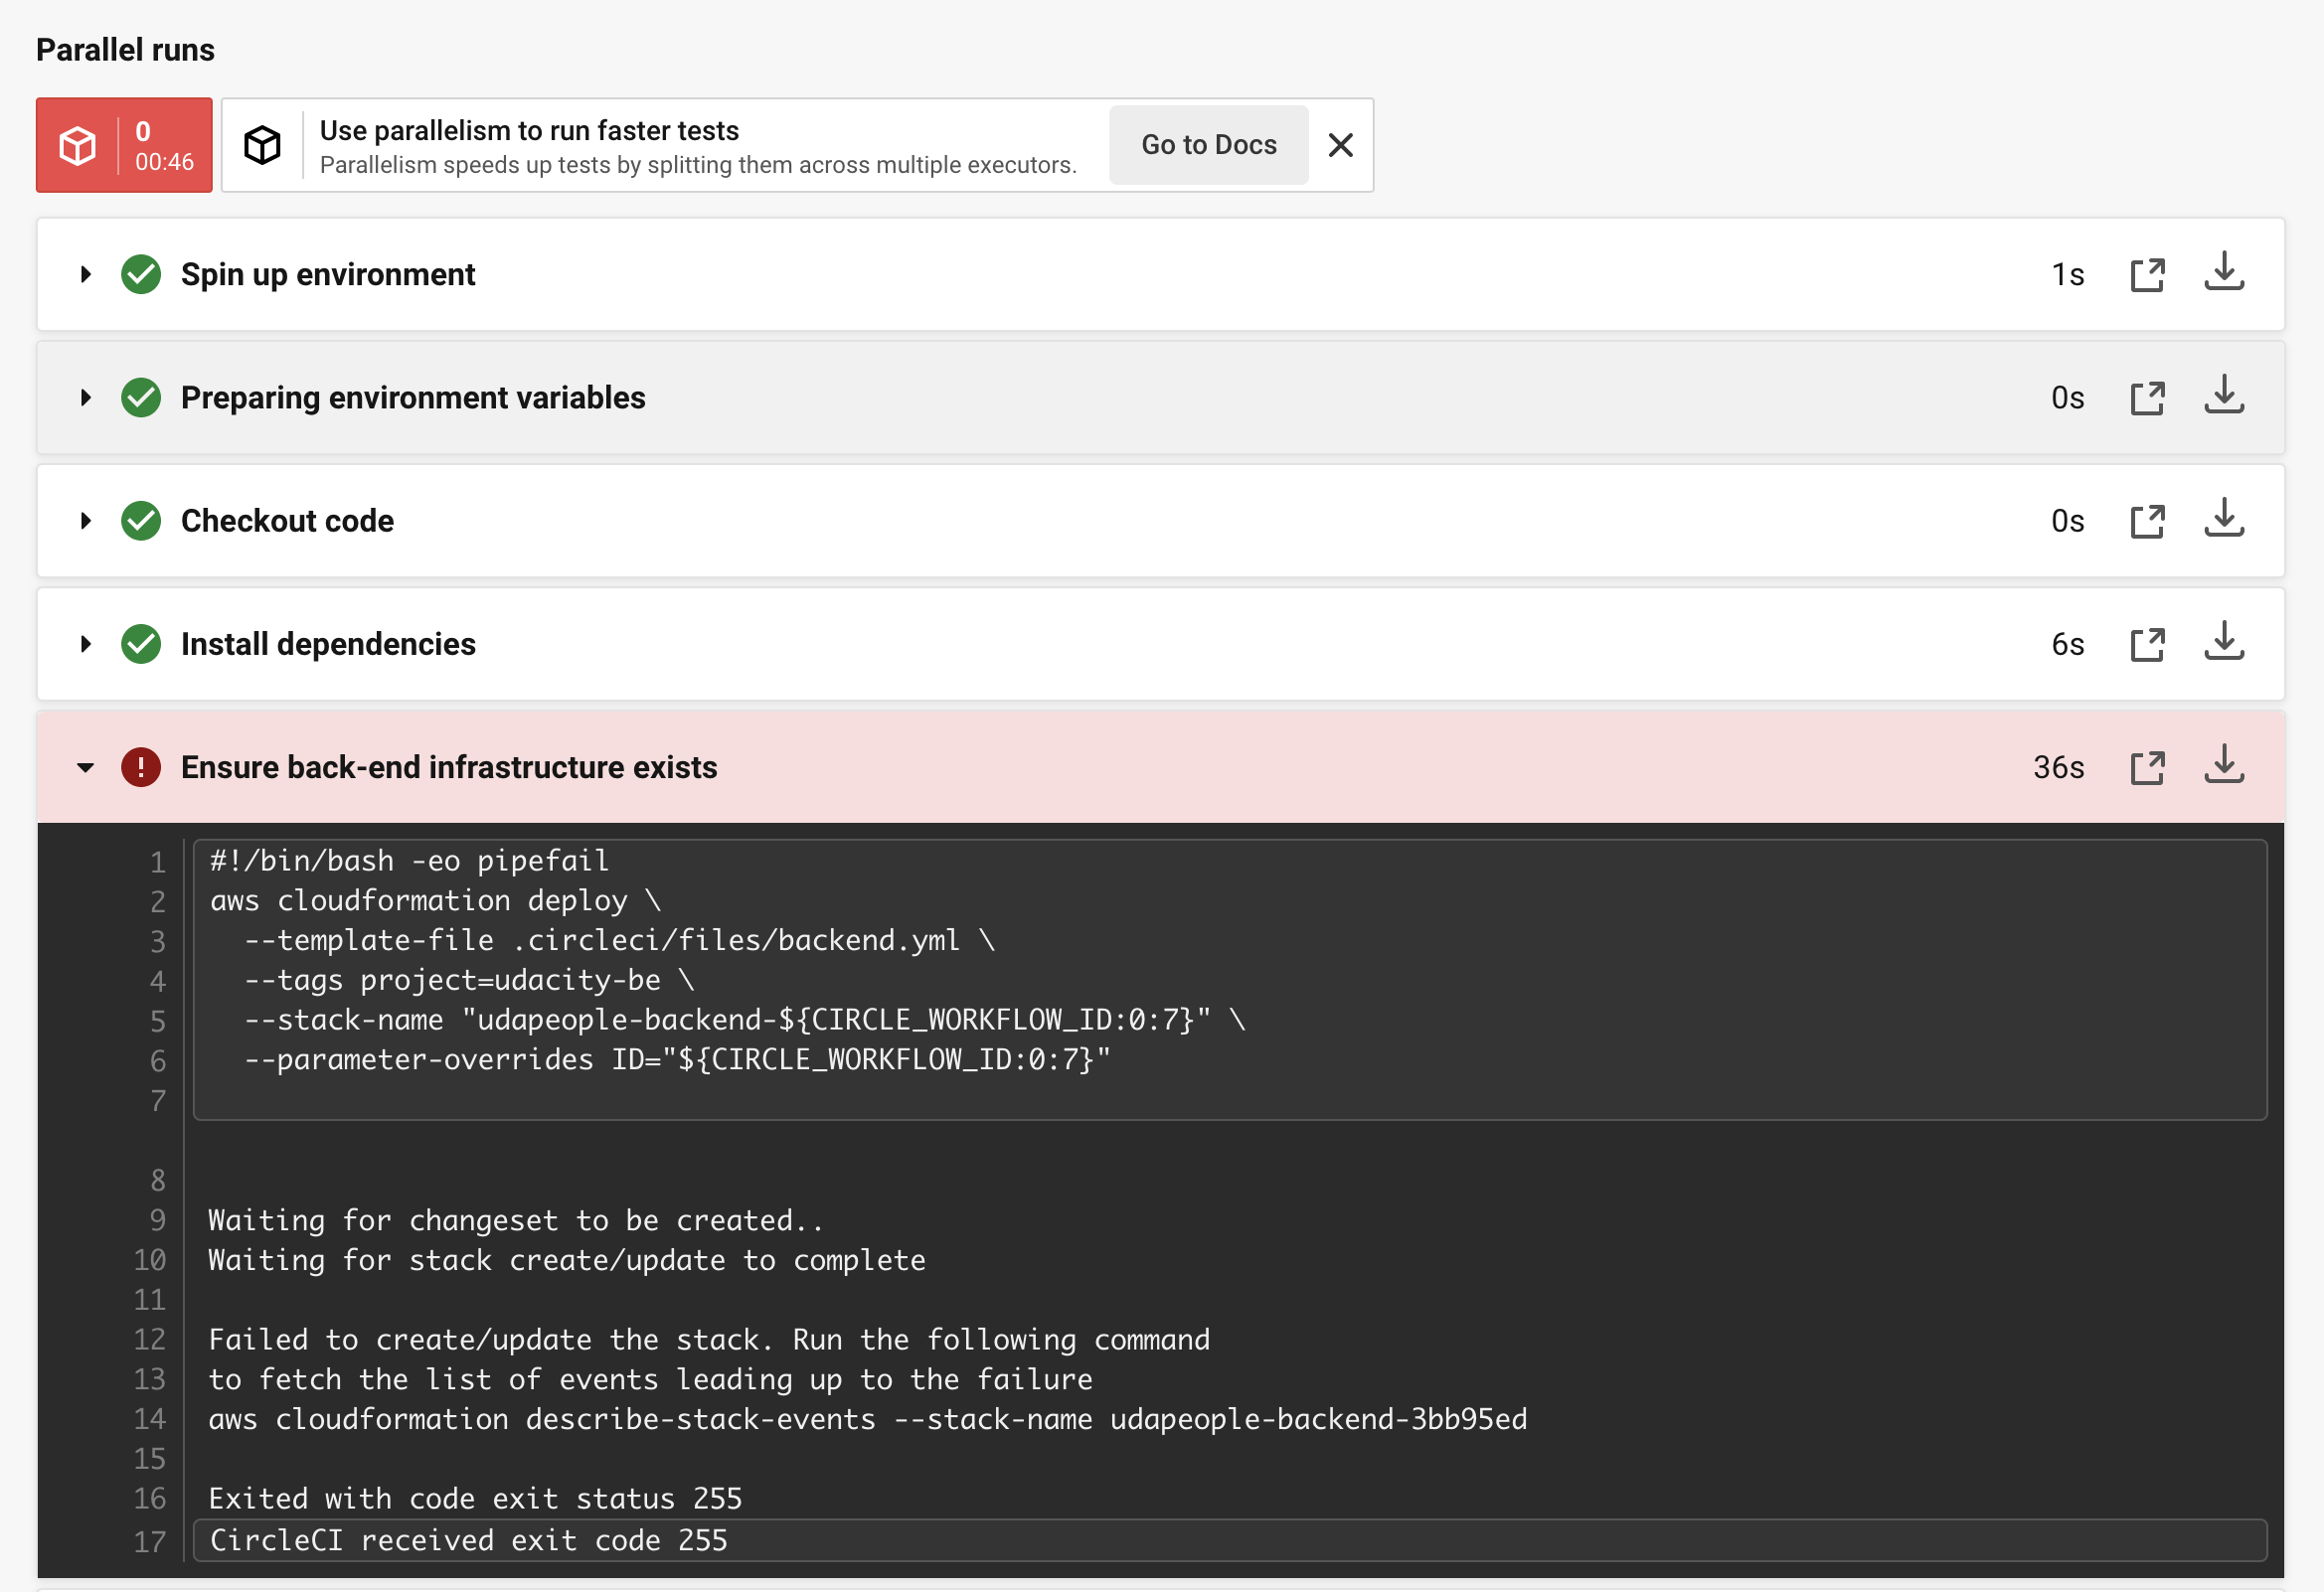 Parallel runs
0
00:46
Use parallelism to run faster tests
Parallelism speeds up tests by splitting them across multiple executors.
Go to Docs
Spin up environment
1s
Preparing environment variables
0s
Checkout code
0s
Install dependencies
6s
Ensure back-end infrastructure exists
36s
1 #!/bin/bash -eo pipefail
2 aws cloudformation deploy \
3   --template-file .circleci/files/backend.yml \
4   --tags project=udacity-be \
5   --stack-name "udapeople-backend-${CIRCLE_WORKFLOW_ID:0:7}" \
6   --parameter-overrides ID="${CIRCLE_WORKFLOW_ID:0:7}"
7
8
9 Waiting for changeset to be created..
10 Waiting for stack create/update to complete
11
12 Failed to create/update the stack. Run the following command
13 to fetch the list of events leading up to the failure
14 aws cloudformation describe-stack-events --stack-name udapeople-backend-3bb95ed
15
16 Exited with code exit status 255
17 CircleCI received exit code 255